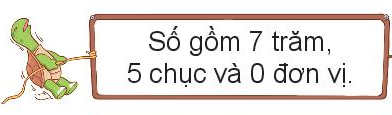 Số gồm 7 trăm,
5 chục và 0 đơn vị.